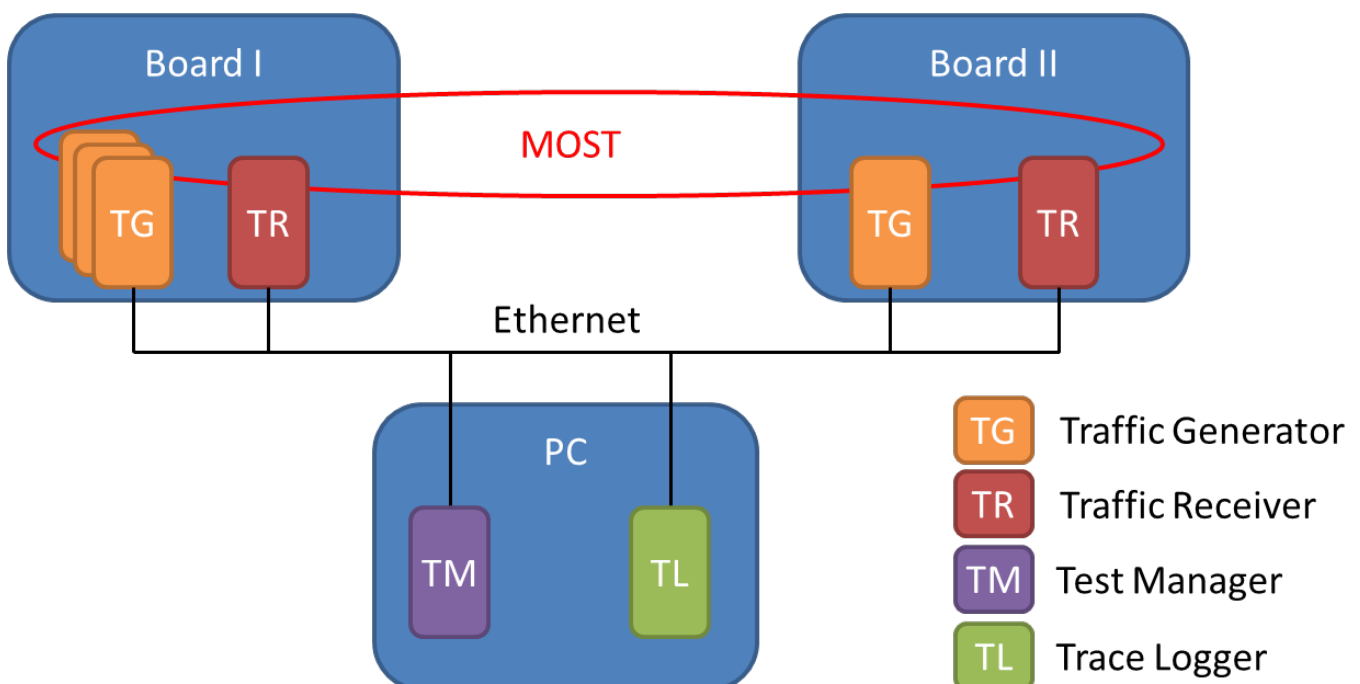 Board I
Board II
MOST
TG
TR
TG
TR
Ethernet
PC
TM
TL
TG Traffic Generator
TR Traffic Receiver
TM Test Manager
TL Trace Logger